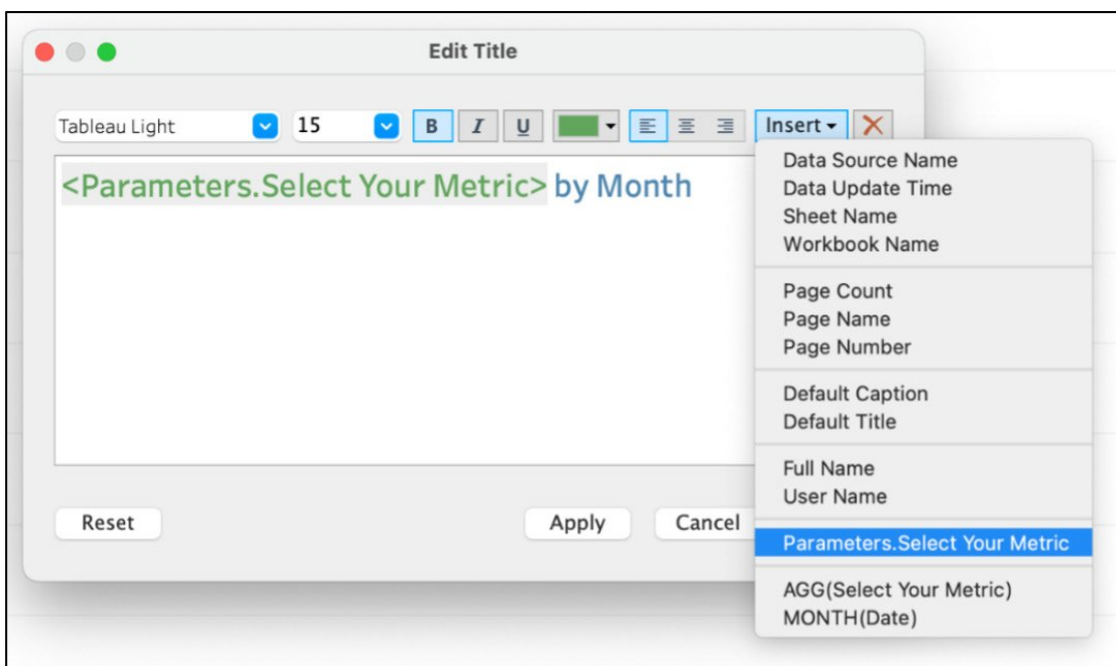 Edit Title
Tableau Light 15 B I U Insert
<Parameters.Select Your Metric> by Month
Data Source Name
Data Update Time
Sheet Name
Workbook Name
Page Count
Page Name
Page Number
Default Caption
Default Title
Full Name
User Name
Parameters.Select Your Metric
AGG(Select Your Metric)
MONTH(Date)
Reset Apply Cancel